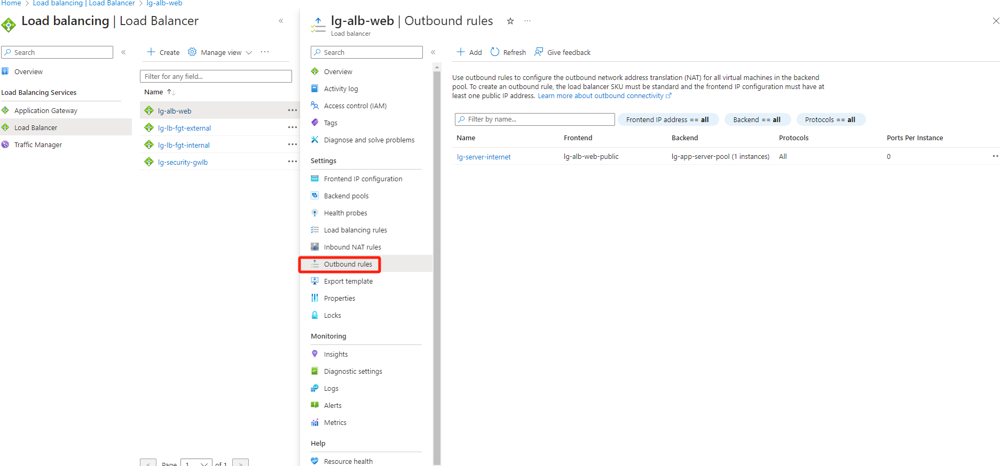 Home > Load balancing | Load Balancer > lg-alb-web
Load balancing | Load Balancer
«
Search
«
Overview
Load Balancing Services
Application Gateway
Load Balancer
Traffic Manager
Create
Manage view
...
Filter for any field...
Name ↑↓
lg-alb-web
lg-lb-fgt-external
lg-lb-fgt-internal
lg-security-gwlb
< Page 1 of 1 >
lg-alb-web | Outbound rules
Load balancer
Search
«
Overview
Activity log
Access control (IAM)
Tags
Diagnose and solve problems
Settings
Frontend IP configuration
Backend pools
Health probes
Load balancing rules
Inbound NAT rules
Outbound rules
Export template
Properties
Locks
Monitoring
Insights
Diagnostic settings
Logs
Alerts
Metrics
Help
Resource health
Add
Refresh
Give feedback
Use outbound rules to configure the outbound network address translation (NAT) for all virtual machines in the backend
pool. To create an outbound rule, the load balancer SKU must be standard and the frontend IP configuration must have at
least one public IP address. Learn more about outbound connectivity
Filter by name...
Frontend IP address == all
Backend == all
Protocols == all
Name Frontend Backend Protocols Ports Per Instance
lg-server-internet lg-alb-web-public lg-app-server-pool (1 instances) All 0